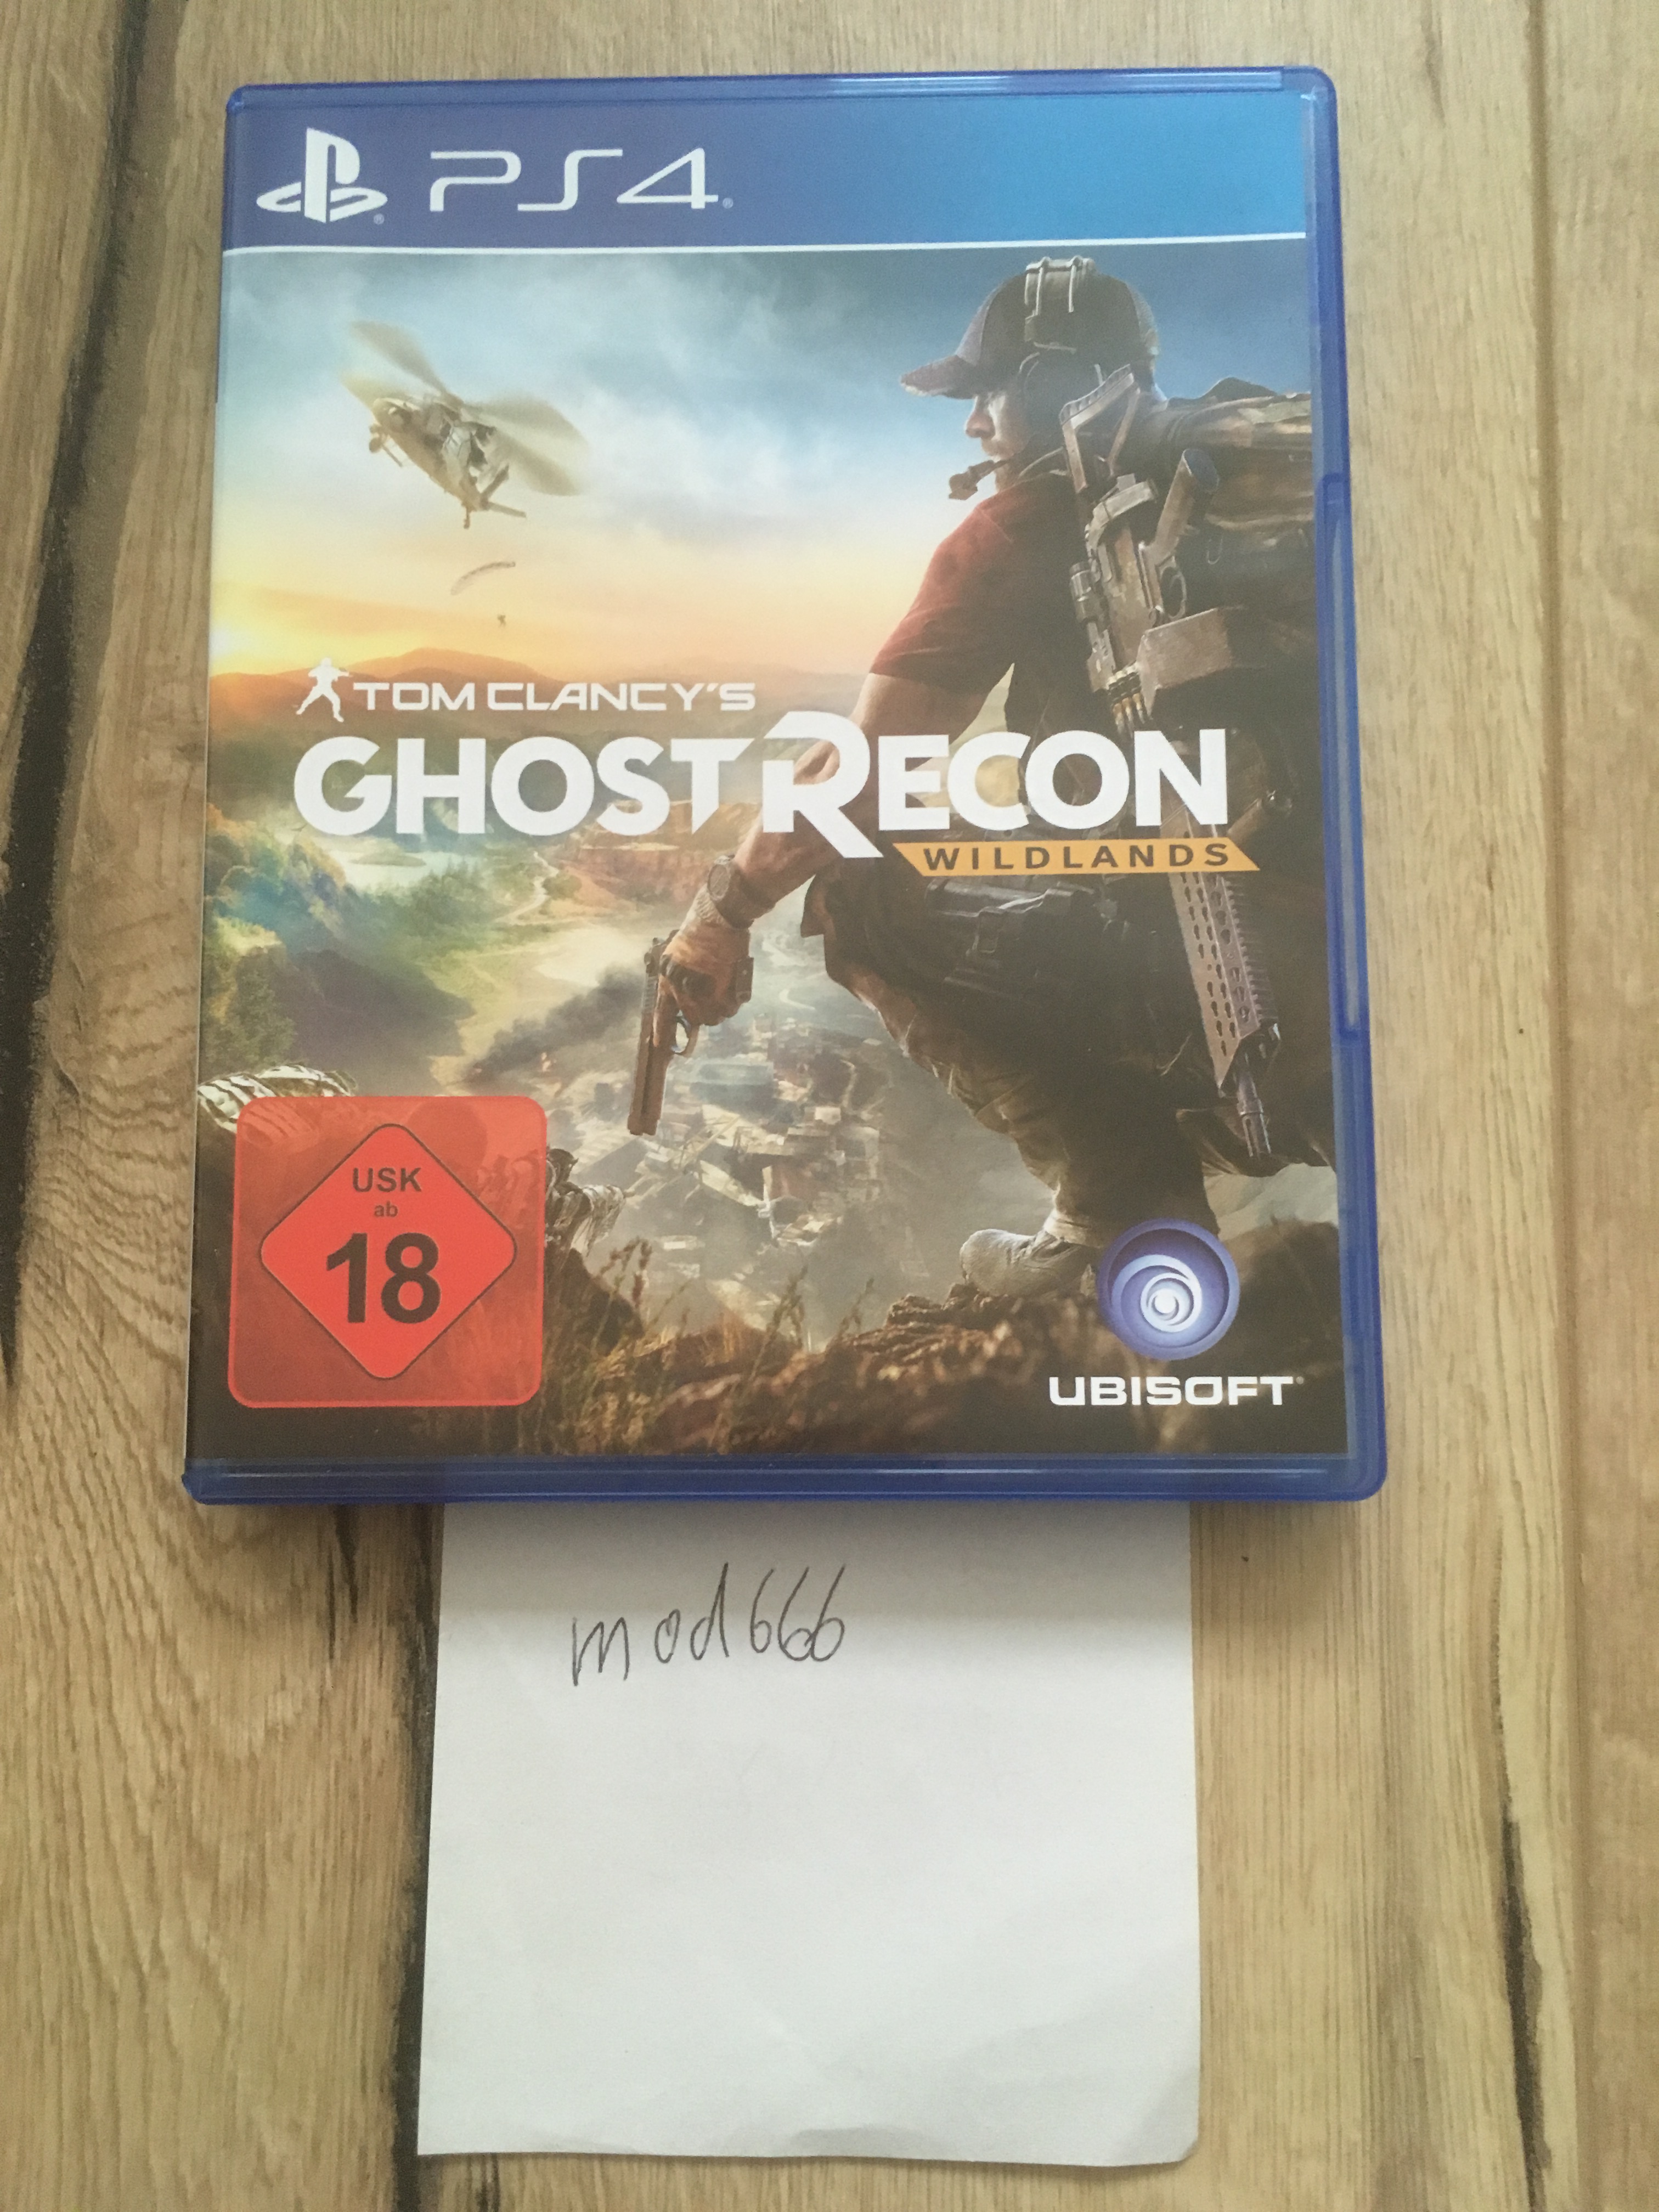 PS4
TOM CLANCY'S
GHOST RECON
WILDLANDS
USK
ab
18
UBISOFT
mod666